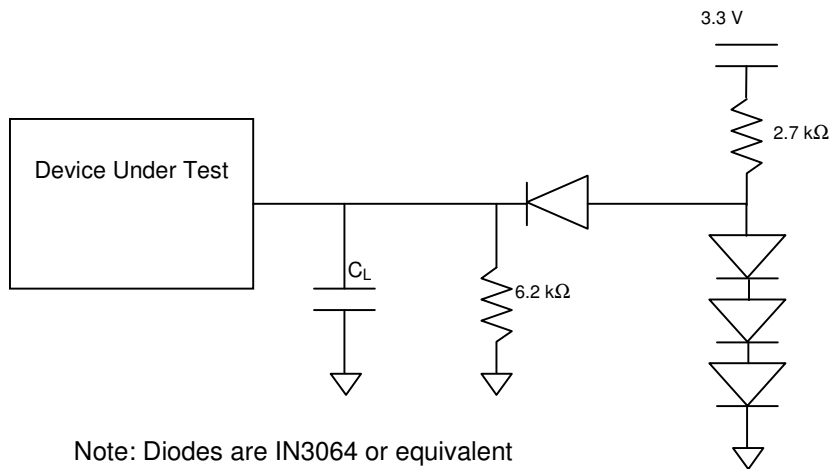 3.3 V
2.7 kΩ
Device Under Test
CL
6.2 kΩ
Note: Diodes are IN3064 or equivalent